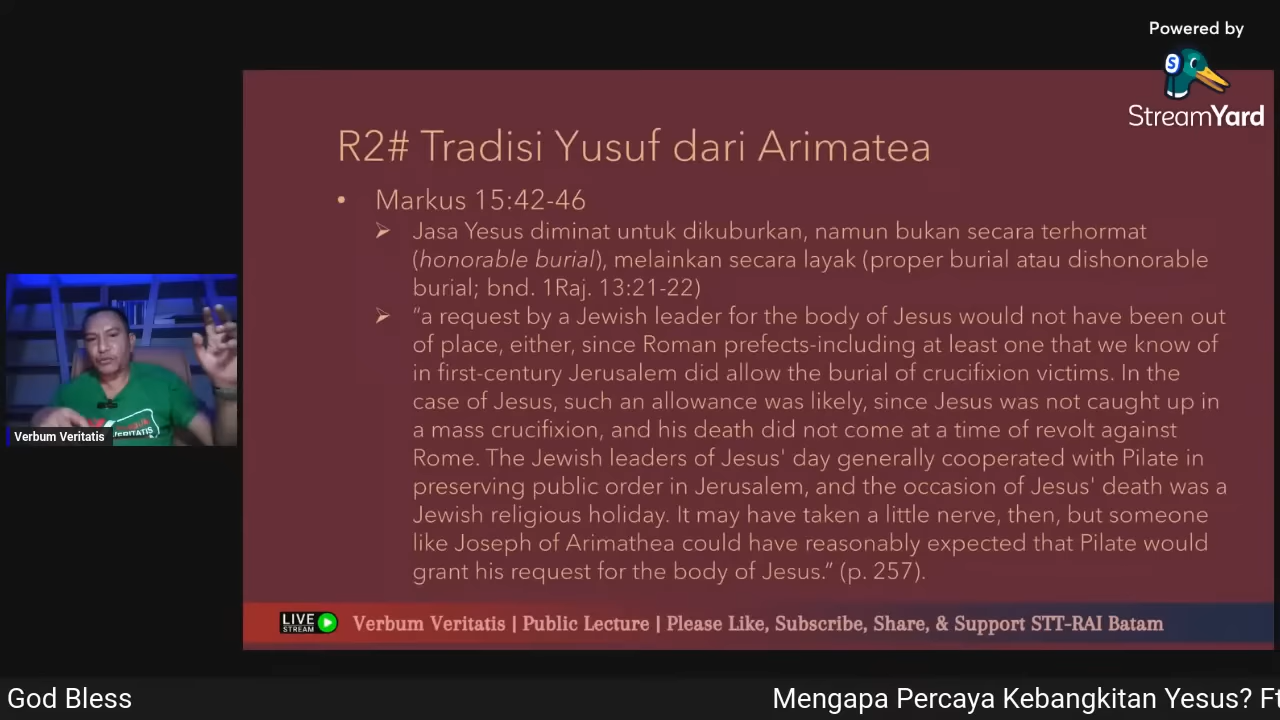 Powered by
S
StreamYard
R2# Tradisi Yusuf dari Arimatea
• Markus 15:42-46
➢ Jasa Yesus diminat untuk dikuburkan, namun bukan secara terhormat
(honorable burial), melainkan secara layak (proper burial atau dishonorable
burial; bnd. 1Raj. 13:21-22)
➢ “a request by a Jewish leader for the body of Jesus would not have been out
of place, either, since Roman prefects-including at least one that we know of
in first-century Jerusalem did allow the burial of crucifixion victims. In the
case of Jesus, such an allowance was likely, since Jesus was not caught up in
a mass crucifixion, and his death did not come at a time of revolt against
Rome. The Jewish leaders of Jesus' day generally cooperated with Pilate in
preserving public order in Jerusalem, and the occasion of Jesus' death was a
Jewish religious holiday. It may have taken a little nerve, then, but someone
like Joseph of Arimathea could have reasonably expected that Pilate would
grant his request for the body of Jesus.” (p. 257).
VERITATIS
Verbum Veritatis
LIVE
STREAM
Verbum Veritatis | Public Lecture | Please Like, Subscribe, Share, & Support STT-RAI Batam
God Bless
Mengapa Percaya Kebangkitan Yesus?